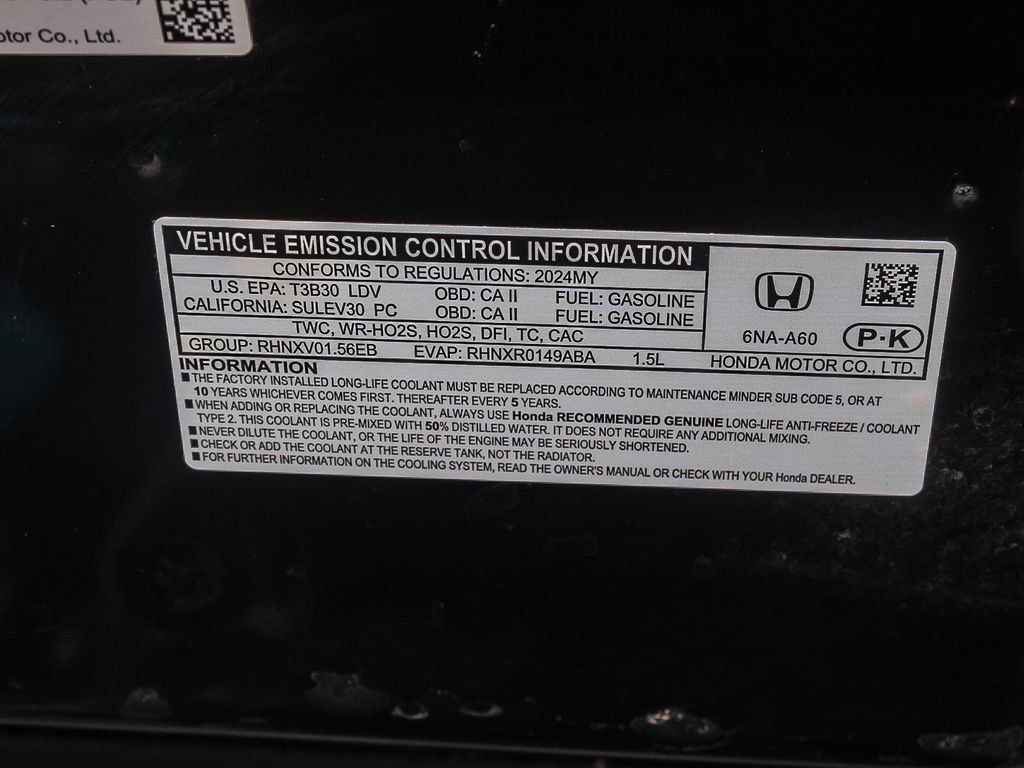 otor Co., Ltd.
VEHICLE EMISSION CONTROL INFORMATION
CONFORMS TO REGULATIONS: 2024MY
U.S. EPA: T3B30 LDV OBD: CA II FUEL: GASOLINE
CALIFORNIA: SULEV30 PC OBD: CA II FUEL: GASOLINE
TWC, WR-HO2S, HO2S, DFI, TC, CAC
GROUP: RHNXV01.56EB EVAP: RHNXR0149ABA 1.5L
6NA-A60 P·K
HONDA MOTOR CO., LTD.
INFORMATION
■ THE FACTORY INSTALLED LONG-LIFE COOLANT MUST BE REPLACED ACCORDING TO MAINTENANCE MINDER SUB CODE 5, OR AT
10 YEARS WHICHEVER COMES FIRST. THEREAFTER EVERY 5 YEARS.
■ WHEN ADDING OR REPLACING THE COOLANT, ALWAYS USE Honda RECOMMENDED GENUINE LONG-LIFE ANTI-FREEZE / COOLANT
TYPE 2. THIS COOLANT IS PRE-MIXED WITH 50% DISTILLED WATER. IT DOES NOT REQUIRE ANY ADDITIONAL MIXING.
■ NEVER DILUTE THE COOLANT, OR THE LIFE OF THE ENGINE MAY BE SERIOUSLY SHORTENED.
■ CHECK OR ADD THE COOLANT AT THE RESERVE TANK, NOT THE RADIATOR.
■ FOR FURTHER INFORMATION ON THE COOLING SYSTEM, READ THE OWNER'S MANUAL OR CHECK WITH YOUR Honda DEALER.